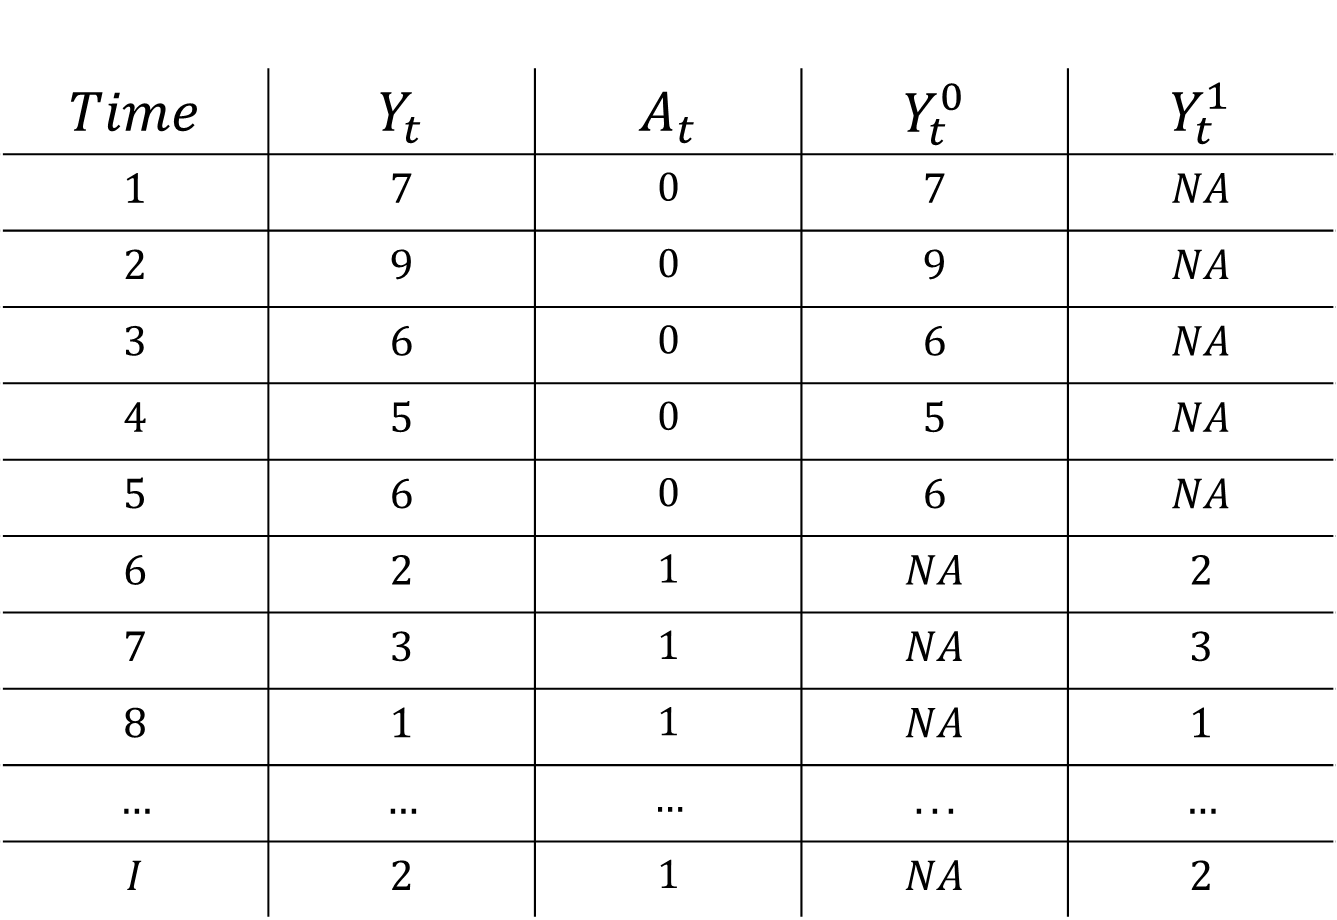 Time Y_t A_t Y_t^0 Y_t^1
1 7 0 7 NA
2 9 0 9 NA
3 6 0 6 NA
4 5 0 5 NA
5 6 0 6 NA
6 2 1 NA 2
7 3 1 NA 3
8 1 1 NA 1
... ... ... ... ...
I 2 1 NA 2